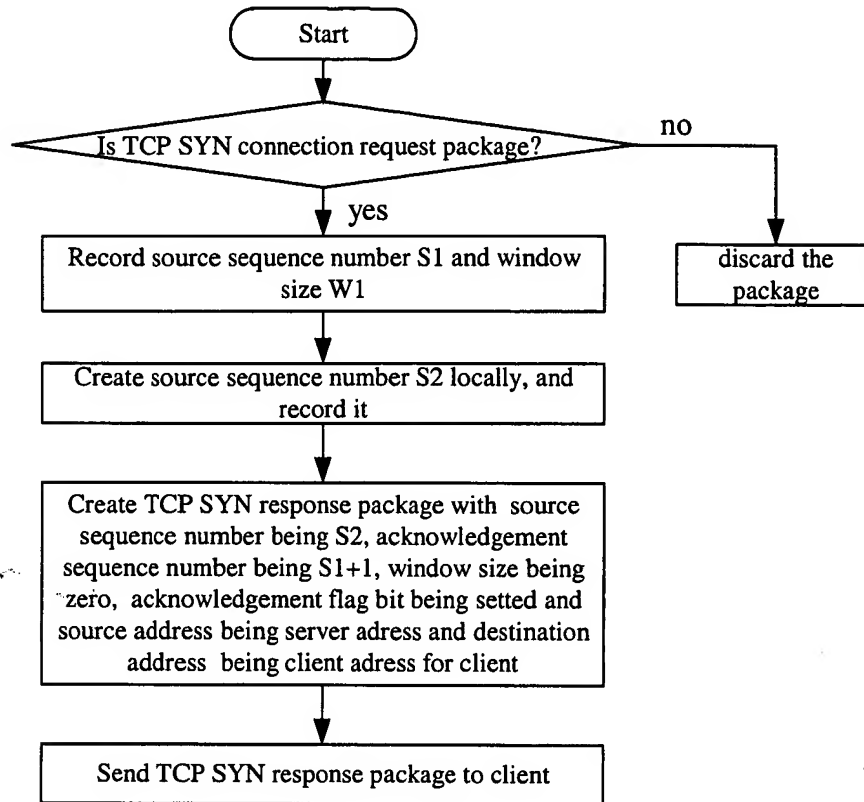 Start
Is TCP SYN connection request package?
no
yes
Record source sequence number S1 and window
size W1
discard the
package
Create source sequence number S2 locally, and
record it
Create TCP SYN response package with source
sequence number being S2, acknowledgement
sequence number being S1+1, window size being
zero, acknowledgement flag bit being setted and
source address being server adress and destination
address being client adress for client
Send TCP SYN response package to client